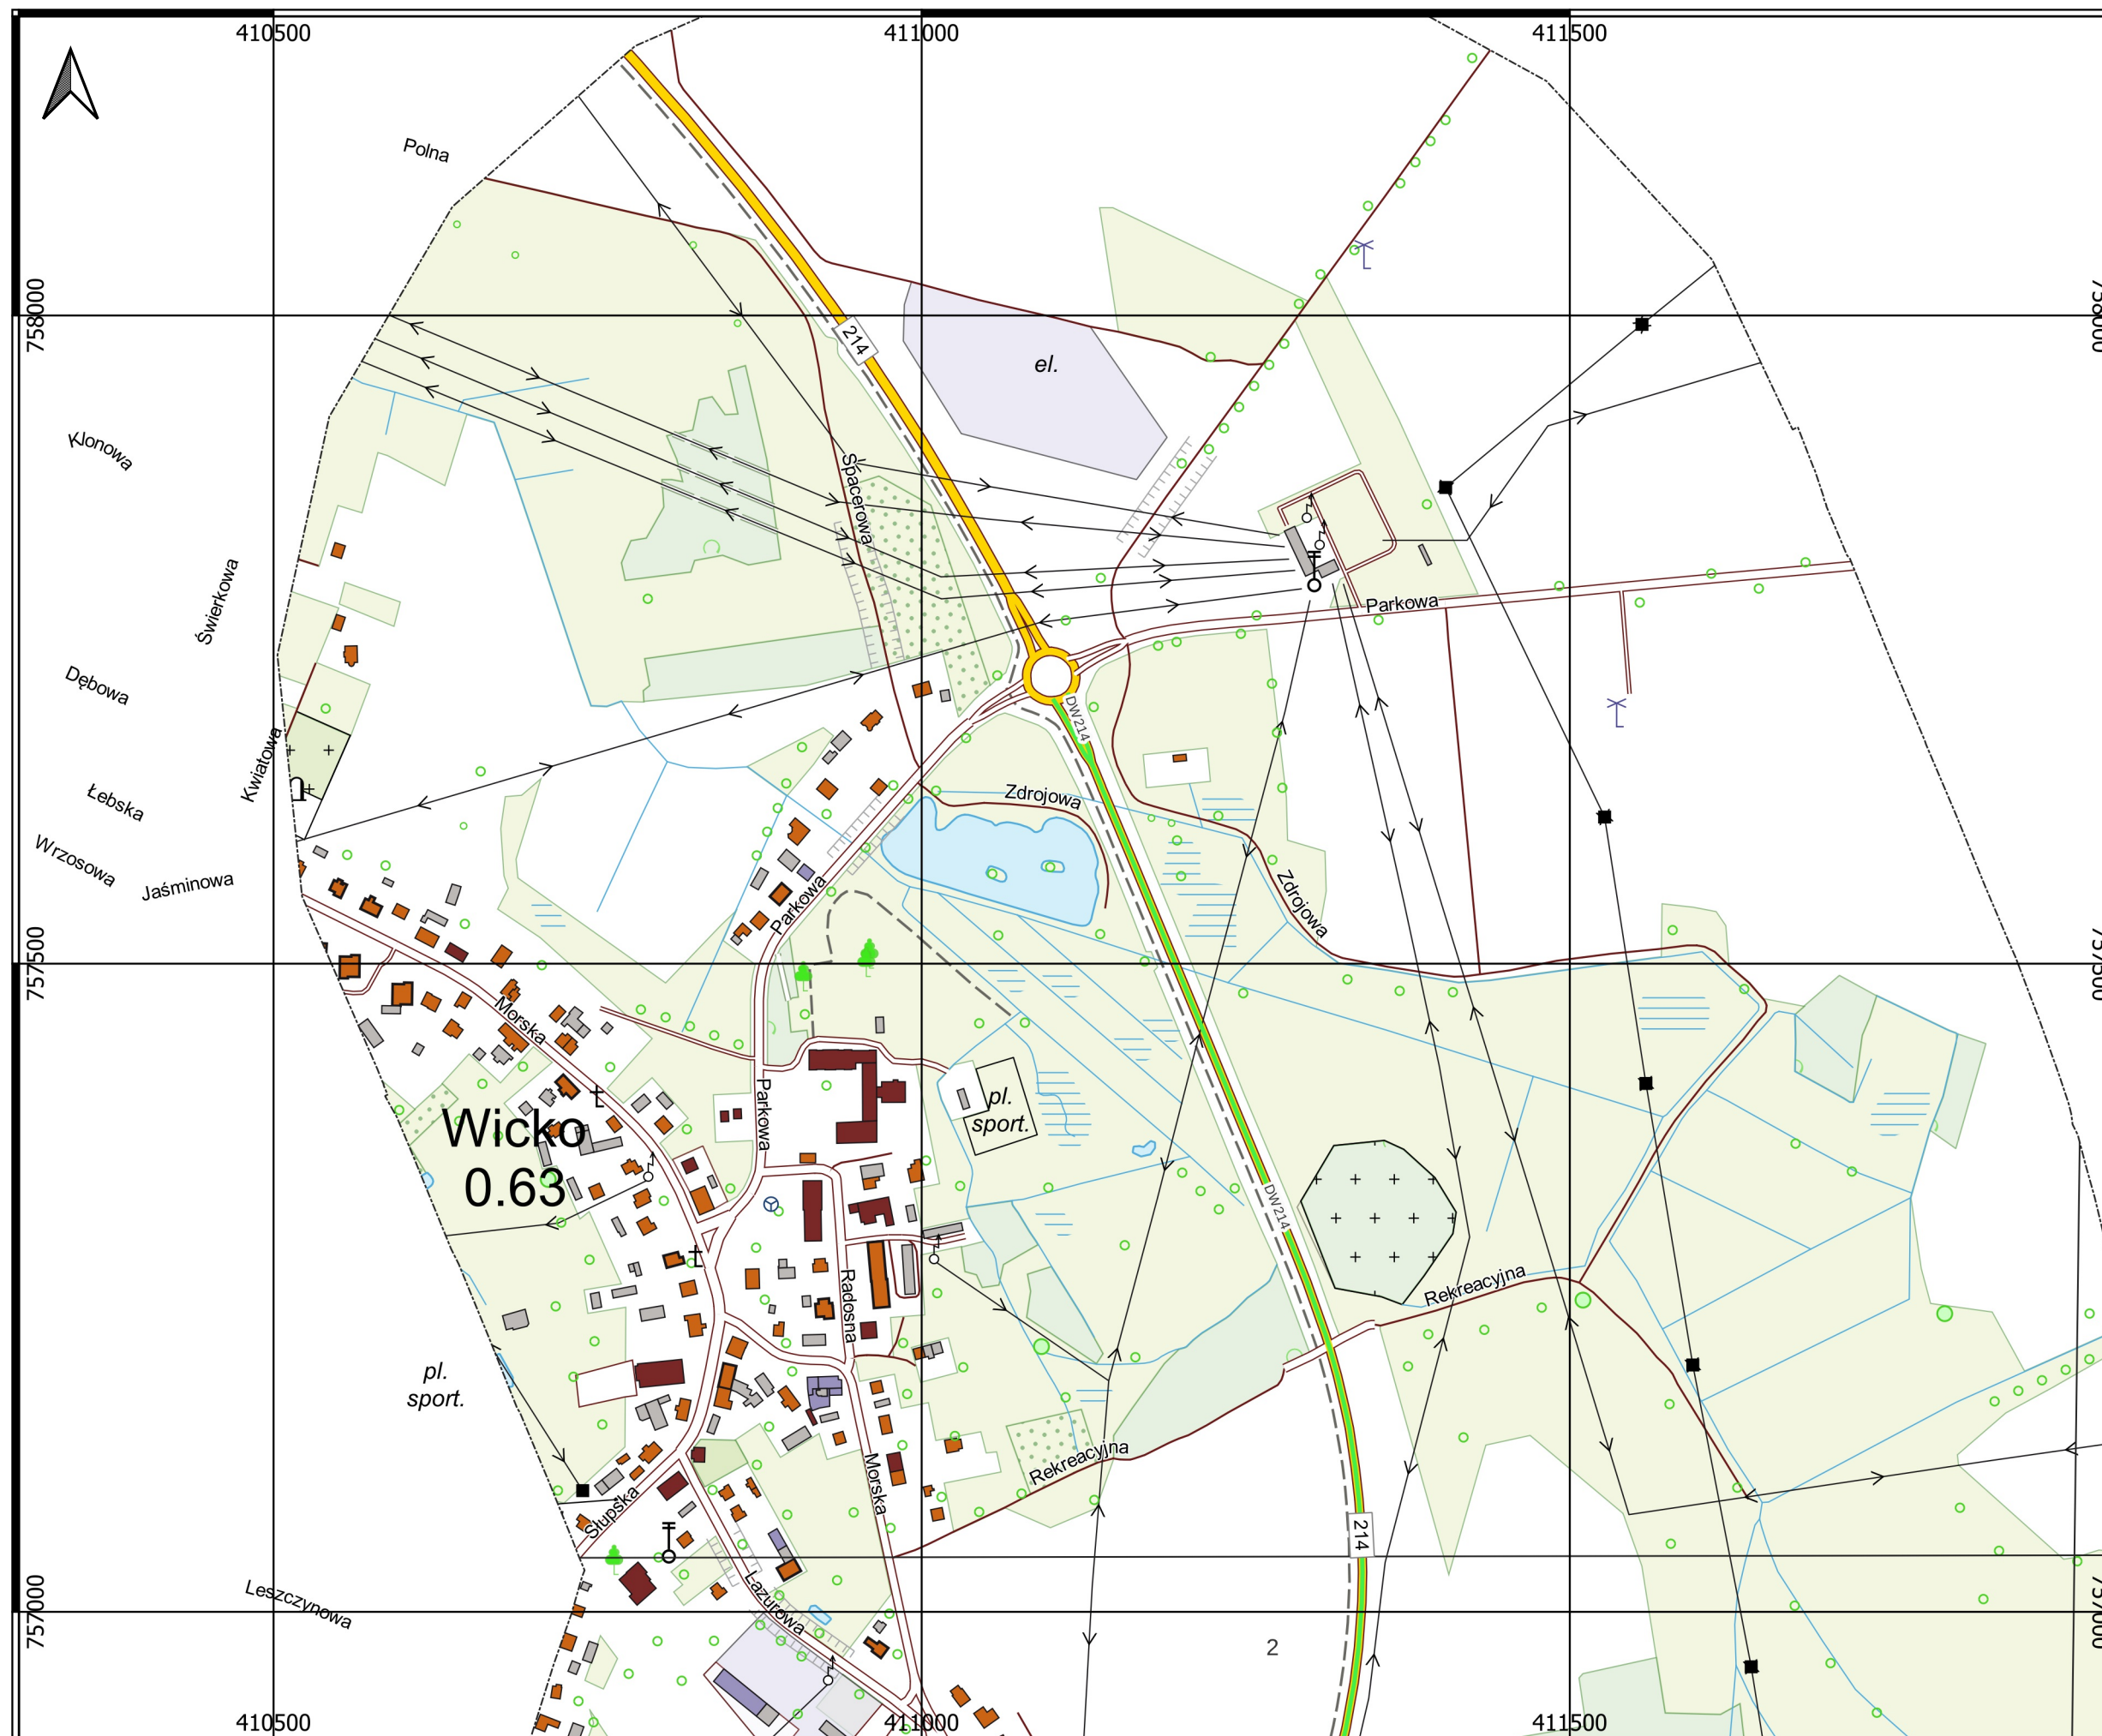 410500
411000
411500
Polna
758000
75800
214
el.
Klonowa
Spacerowa
Świerkowa
Parkowa
Dębowa
DW214
Kwiatowa
Łebska
Zdrojowa
Wrzosowa
Jaśminowa
Parkowa
Zdrojowa
757500
Morska
Parkowa
pl.
sport.
Wicko
0.63
DW214
Rekreacyjna
Radosna
pl.
sport.
Rekreacyjna
Morska
Słupska
214
Leszczynowa
Lazurowa
757000
2
410500
411000
411500